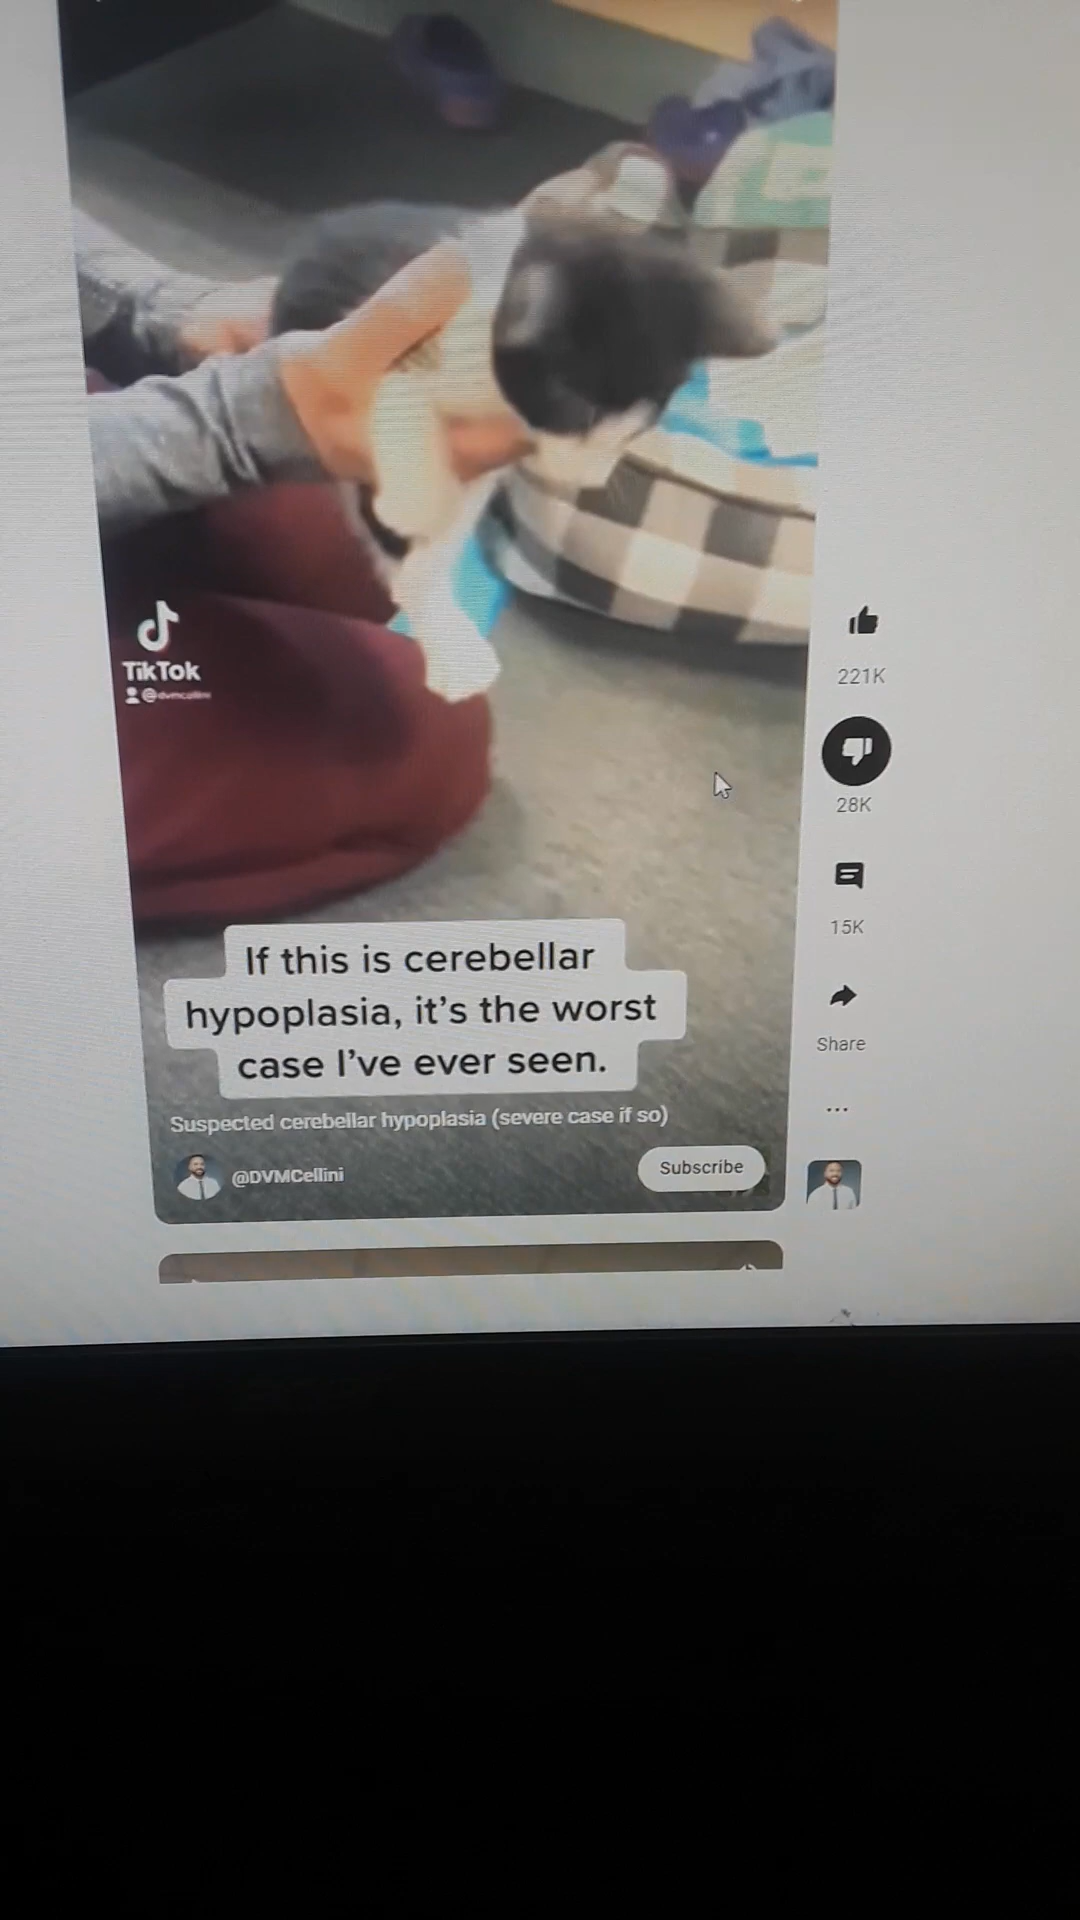 TikTok
221K
28K
15K
Share
...
If this is cerebellar
hypoplasia, it's the worst
case I've ever seen.
Suspected cerebellar hypoplasia (severe case if so)
@DVMCellini
Subscribe